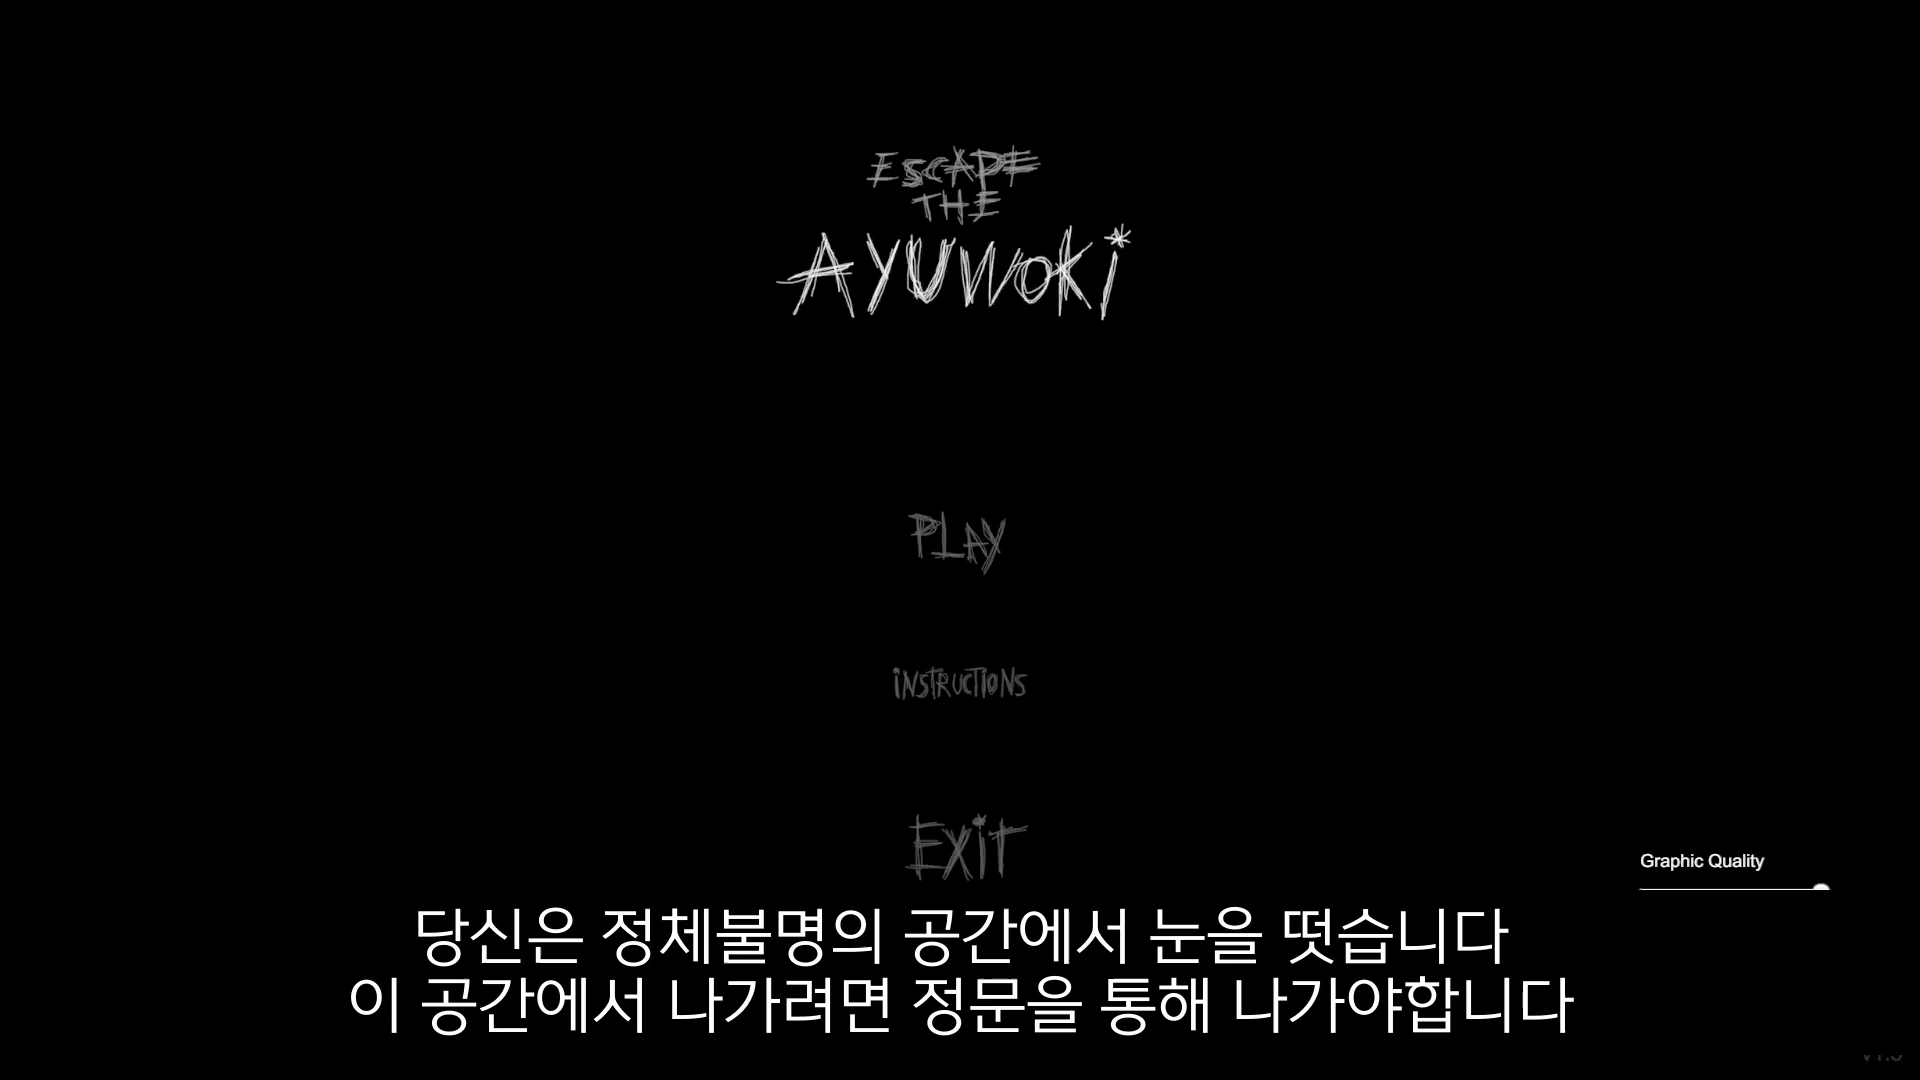 ESCAPE
THE
AYUWOKi
PLAY
iNSTRUCTiONS
EXiT
Graphic Quality
당신은 정체불명의 공간에서 눈을 떳습니다
이 공간에서 나가려면 정문을 통해 나가야합니다